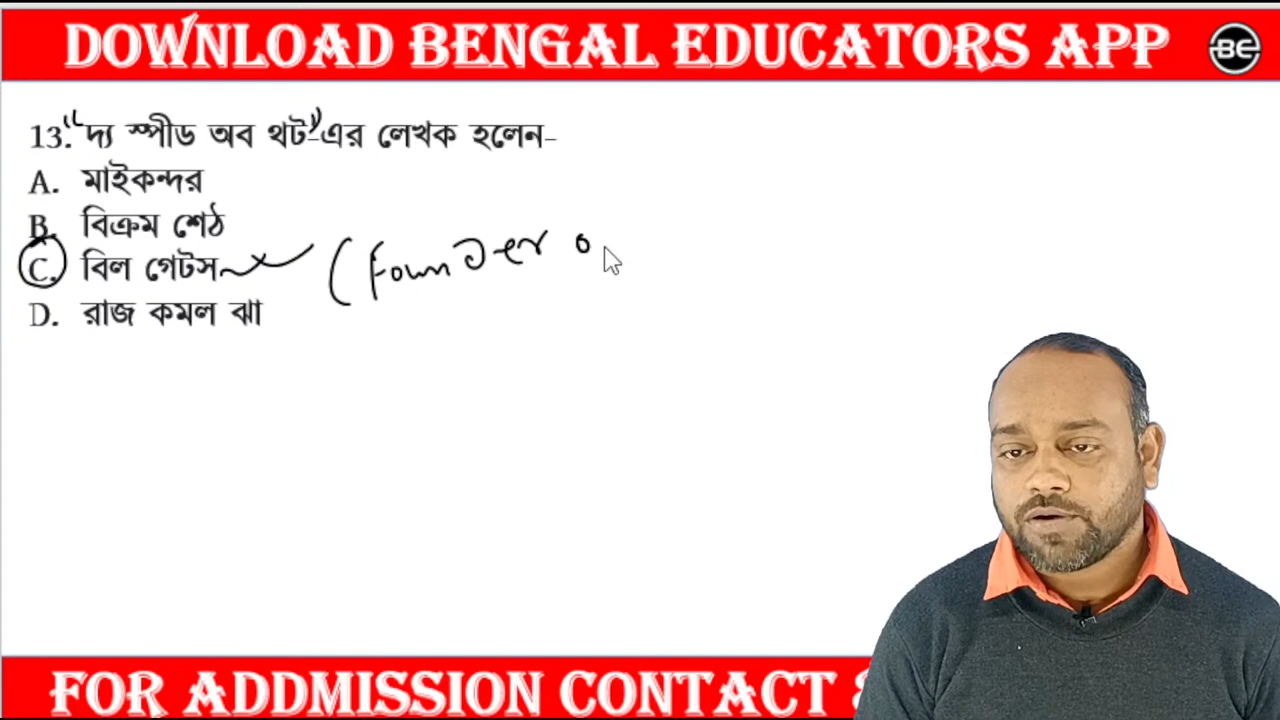 DOWNLOAD BENGAL EDUCATORS APP
BE
13. "দ্য স্পীড অব থট"-এর লেখক হলেন-
A. মাইকন্দর
B. বিক্রম শেঠ
C. বিল গেটস (Founder o
D. রাজ কমল ঝা
FOR ADDMISSION CONTACT 8